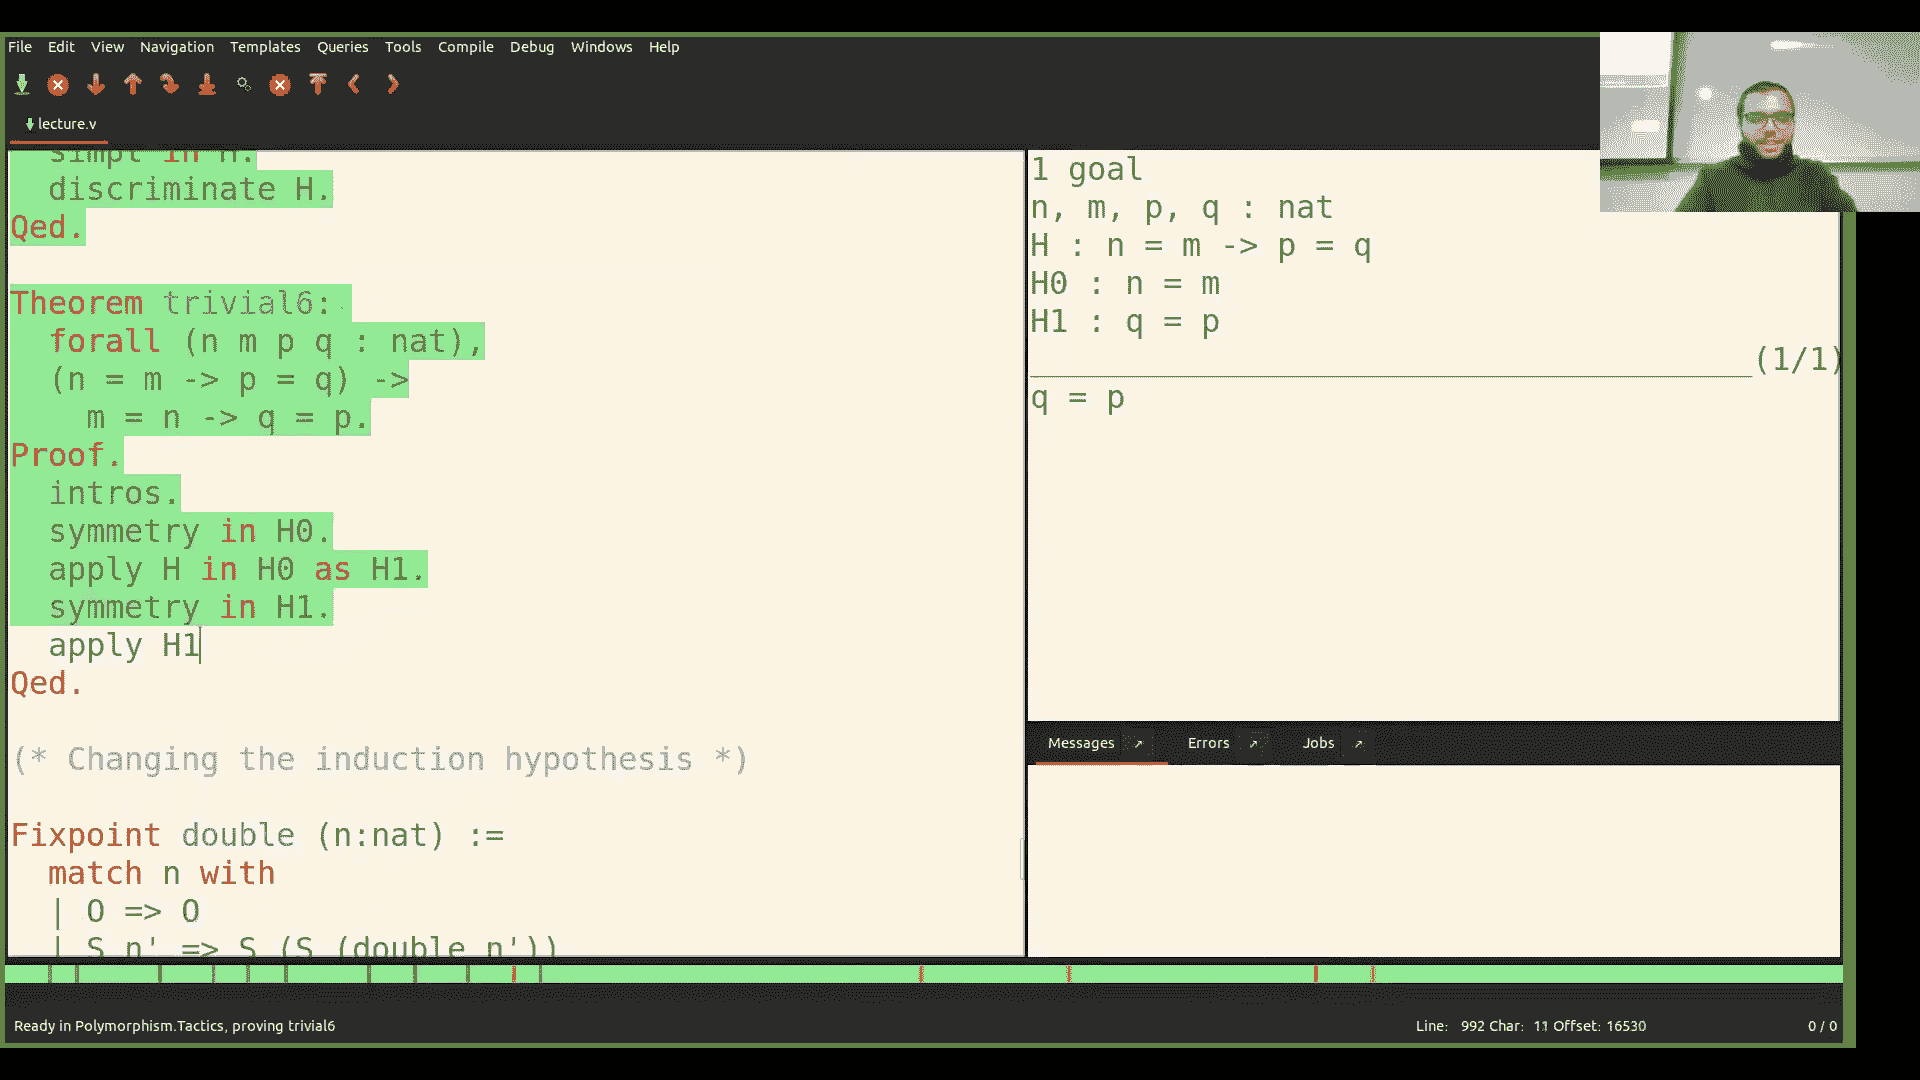 File Edit View Navigation Templates Queries Tools Compile Debug Windows Help
lecture.v
simpl in H.
discriminate H.
Qed.
Theorem trivial6:
forall (n m p q : nat),
(n = m -> p = q) ->
m = n -> q = p.
Proof.
intros.
symmetry in H0.
apply H in H0 as H1.
symmetry in H1.
apply H1
Qed.
(* Changing the induction hypothesis *)
Fixpoint double (n:nat) :=
match n with
| O => O
| S n' => S (S (double n'))
1 goal
n, m, p, q : nat
H : n = m -> p = q
H0 : n = m
H1 : q = p
(1/1)
q = p
Messages Errors Jobs
Ready in Polymorphism.Tactics, proving trivial6
Line: 992 Char: 11 Offset: 16530
0 / 0